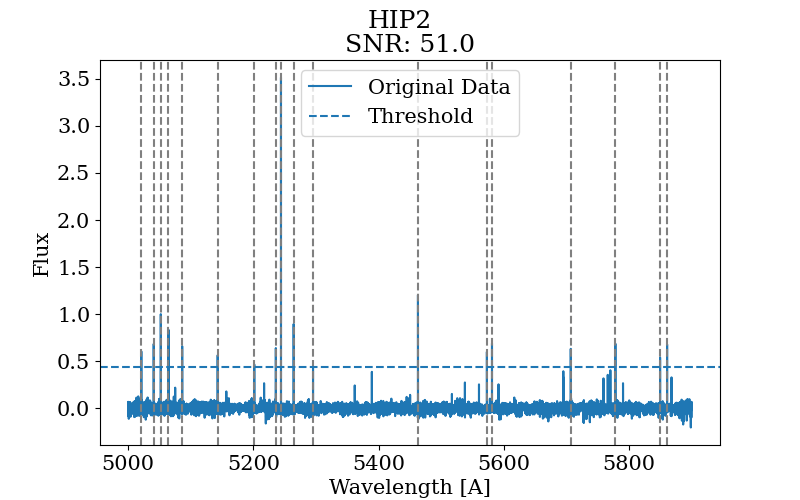 HIP2
SNR: 51.0
Original Data
Threshold
3.5
3.0
2.5
2.0
1.5
1.0
0.5
0.0
Flux
5000 5200 5400 5600 5800
Wavelength [A]